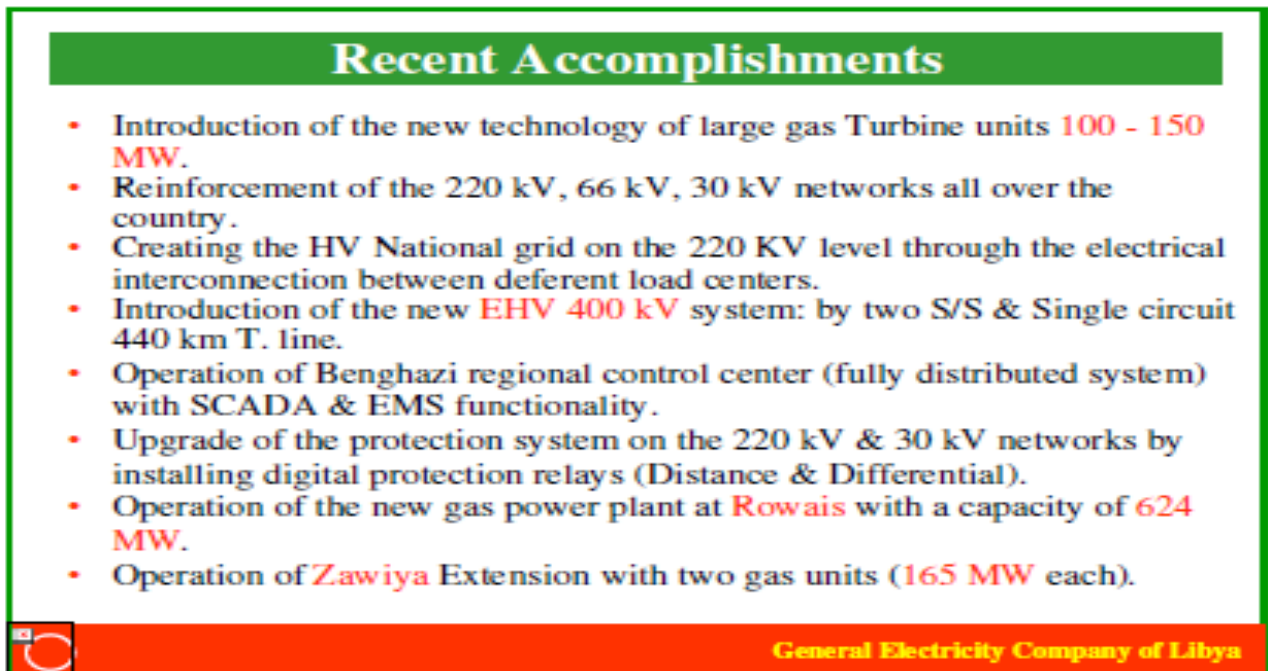 Recent Accomplishments
• Introduction of the new technology of large gas Turbine units 100 - 150
MW.
• Reinforcement of the 220 kV, 66 kV, 30 kV networks all over the
country.
• Creating the HV National grid on the 220 KV level through the electrical
interconnection between deferent load centers.
• Introduction of the new EHV 400 kV system: by two S/S & Single circuit
440 km T. line.
• Operation of Benghazi regional control center (fully distributed system)
with SCADA & EMS functionality.
• Upgrade of the protection system on the 220 kV & 30 kV networks by
installing digital protection relays (Distance & Differential).
• Operation of the new gas power plant at Rowais with a capacity of 624
MW.
• Operation of Zawiya Extension with two gas units (165 MW each).
General Electricity Company of Libya